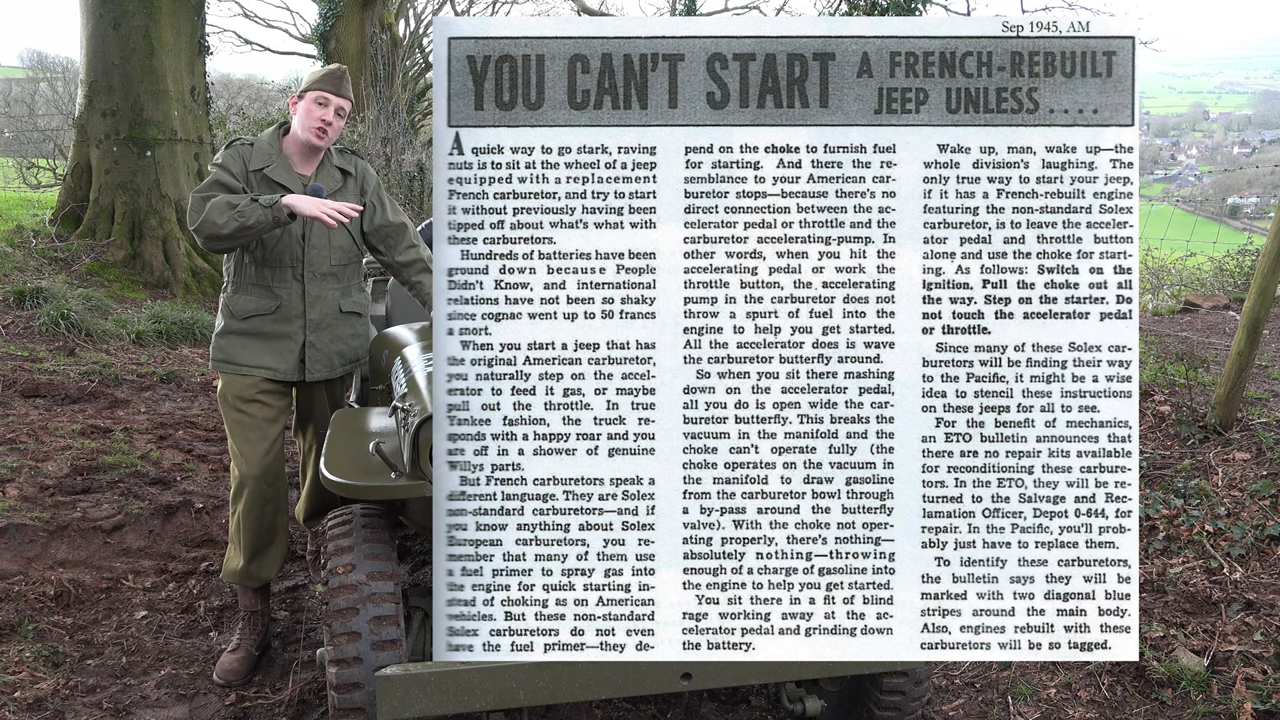 Sep 1945, AM
YOU CAN'T START
A FRENCH-REBUILT
JEEP UNLESS....
A quick way to go stark, raving
nuts is to sit at the wheel of a jeep
equipped with a replacement
French carburetor, and try to start
it without previously having been
tipped off about what's what with
these carburetors.
Hundreds of batteries have been
ground down because People
Didn't Know, and international
relations have not been so shaky
since cognac went up to 50 francs
a snort.
When you start a jeep that has
the original American carburetor,
you naturally step on the accel-
erator to feed it gas, or maybe
pull out the throttle. In true
Yankee fashion, the truck re-
sponds with a happy roar and you
are off in a shower of genuine
Willys parts.
But French carburetors speak a
different language. They are Solex
non-standard carburetors—and if
you know anything about Solex
European carburetors, you re-
member that many of them use
a fuel primer to spray gas into
the engine for quick starting in-
stead of choking as on American
vehicles. But these non-standard
Solex carburetors do not even
have the fuel primer—they de-
pend on the choke to furnish fuel
for starting. And there the re-
semblance to your American car-
buretor stops—because there's no
direct connection between the ac-
celerator pedal or throttle and the
carburetor accelerating-pump. In
other words, when you hit the
accelerating pedal or work the
throttle button, the accelerating
pump in the carburetor does not
throw a spurt of fuel into the
engine to help you get started.
All the accelerator does is wave
the carburetor butterfly around.
So when you sit there mashing
down on the accelerator pedal,
all you do is open wide the car-
buretor butterfly. This breaks the
vacuum in the manifold and the
choke can't operate fully (the
choke operates on the vacuum in
the manifold to draw gasoline
from the carburetor bowl through
a by-pass around the butterfly
valve). With the choke not oper-
ating properly, there's nothing—
absolutely nothing—throwing
enough of a charge of gasoline into
the engine to help you get started.
You sit there in a fit of blind
rage working away at the ac-
celerator pedal and grinding down
the battery.
Wake up, man, wake up—the
whole division's laughing. The
only true way to start your jeep,
if it has a French-rebuilt engine
featuring the non-standard Solex
carburetor, is to leave the acceler-
ator pedal and throttle button
alone and use the choke for start-
ing. As follows: Switch on the
ignition. Pull the choke out all
the way. Step on the starter. Do
not touch the accelerator pedal
or throttle.
Since many of these Solex car-
buretors will be finding their way
to the Pacific, it might be a wise
idea to stencil these instructions
on these jeeps for all to see.
For the benefit of mechanics,
an ETO bulletin announces that
there are no repair kits available
for reconditioning these carbure-
tors. In the ETO, they will be re-
turned to the Salvage and Rec-
lamation Officer, Depot 0-644, for
repair. In the Pacific, you'll prob-
ably just have to replace them.
To identify these carburetors,
the bulletin says they will be
marked with two diagonal blue
stripes around the main body.
Also, engines rebuilt with these
carburetors will be so tagged.